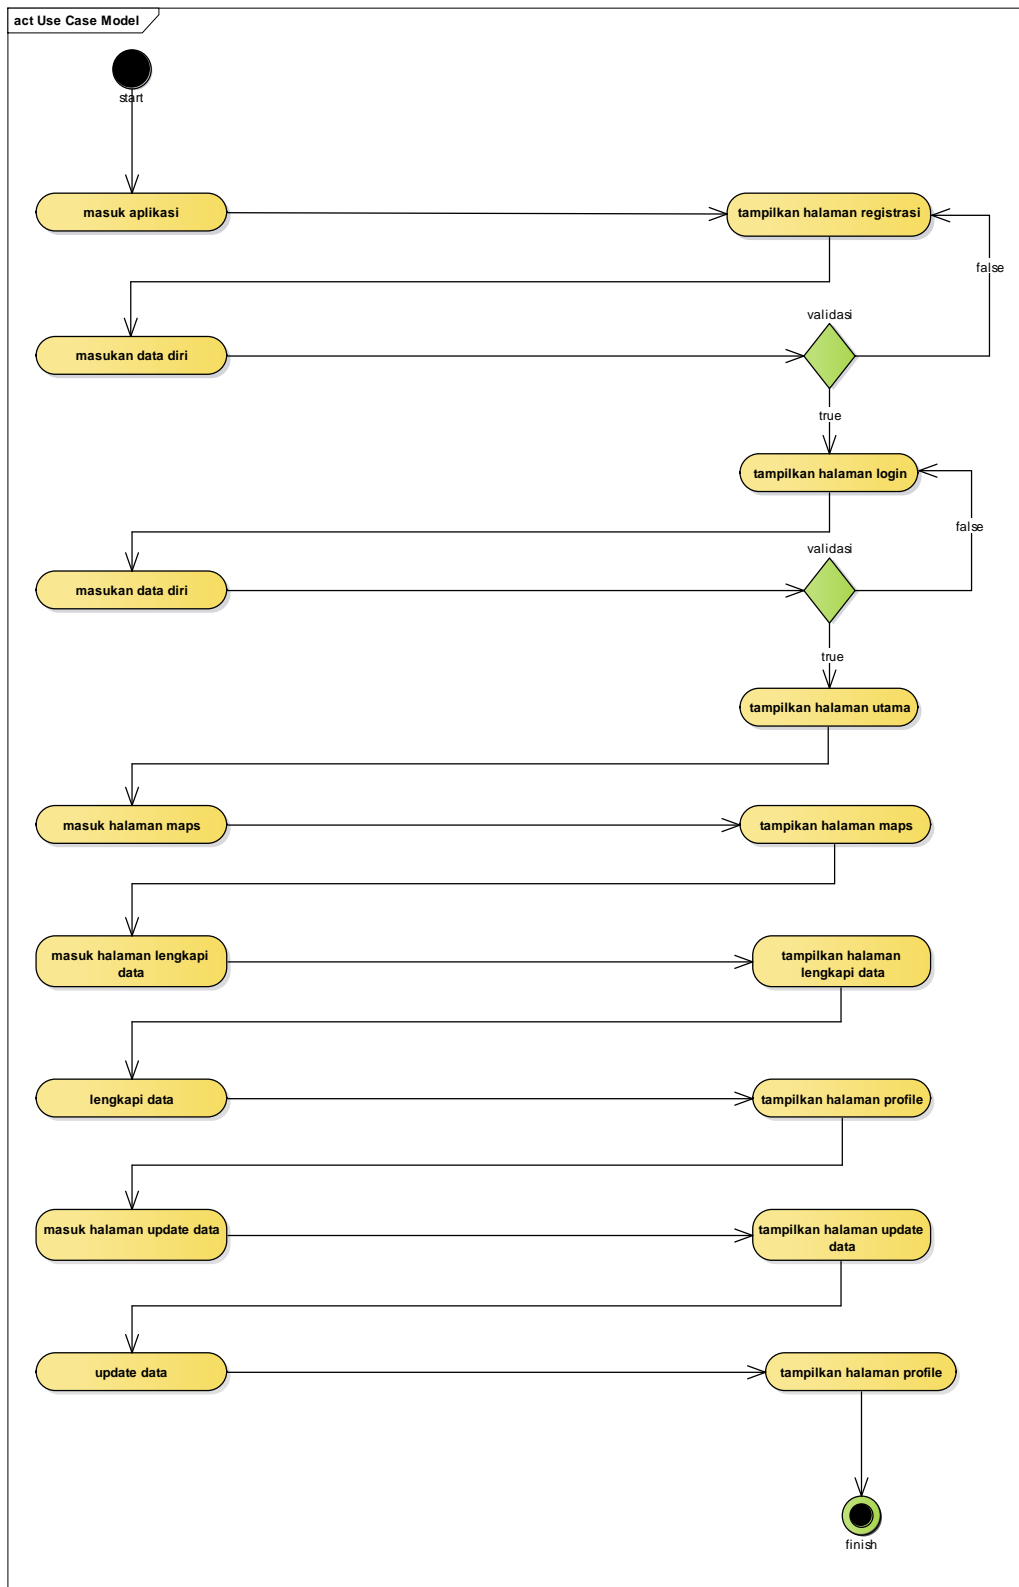 act Use Case Model
start
masuk aplikasi
tampilkan halaman registrasi
false
masukan data diri
validasi
true
tampilkan halaman login
false
masukan data diri
validasi
true
tampilkan halaman utama
masuk halaman maps
tampikan halaman maps
masuk halaman lengkapi
data
tampilkan halaman
lengkapi data
lengkapi data
tampilkan halaman profile
masuk halaman update data
tampilkan halaman update
data
update data
tampilkan halaman profile
finish